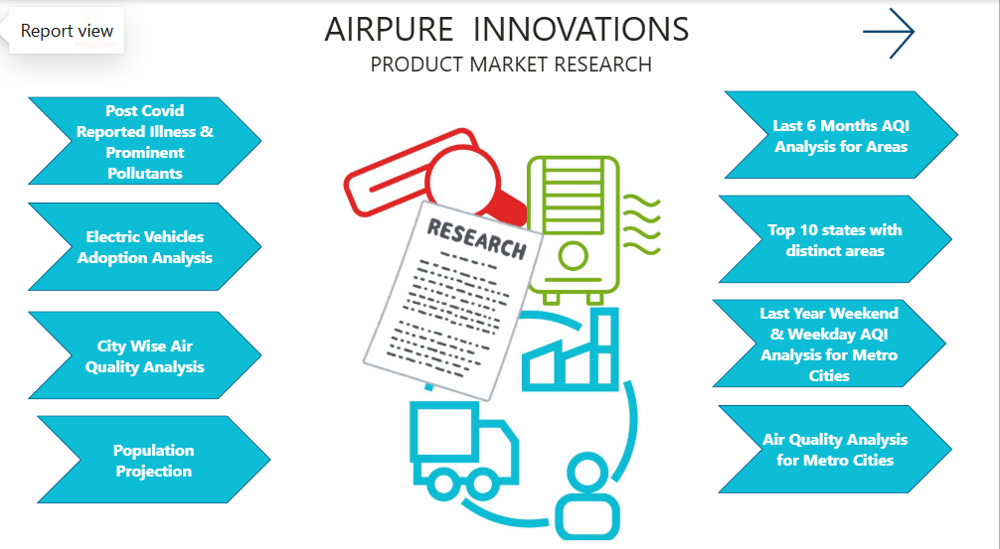 Report view
AIRPURE INNOVATIONS
PRODUCT MARKET RESEARCH
Post Covid
Reported Illness &
Prominent
Pollutants
Electric Vehicles
Adoption Analysis
City Wise Air
Quality Analysis
Population
Projection
RESEARCH
Last 6 Months AQI
Analysis for Areas
Top 10 states with
distinct areas
Last Year Weekend
& Weekday AQI
Analysis for Metro
Cities
Air Quality Analysis
for Metro Cities